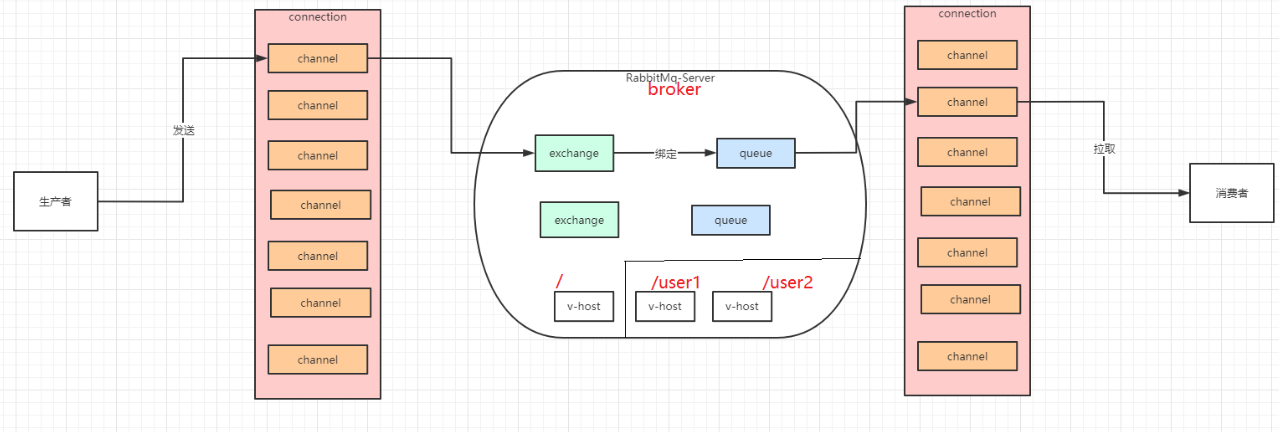 生产者
发送
connection
channel
channel
channel
channel
channel
channel
channel
RabbitMq-Server
broker
exchange
绑定
queue
exchange
queue
/
v-host
/user1
v-host
/user2
v-host
connection
channel
channel
channel
channel
channel
channel
channel
拉取
消费者